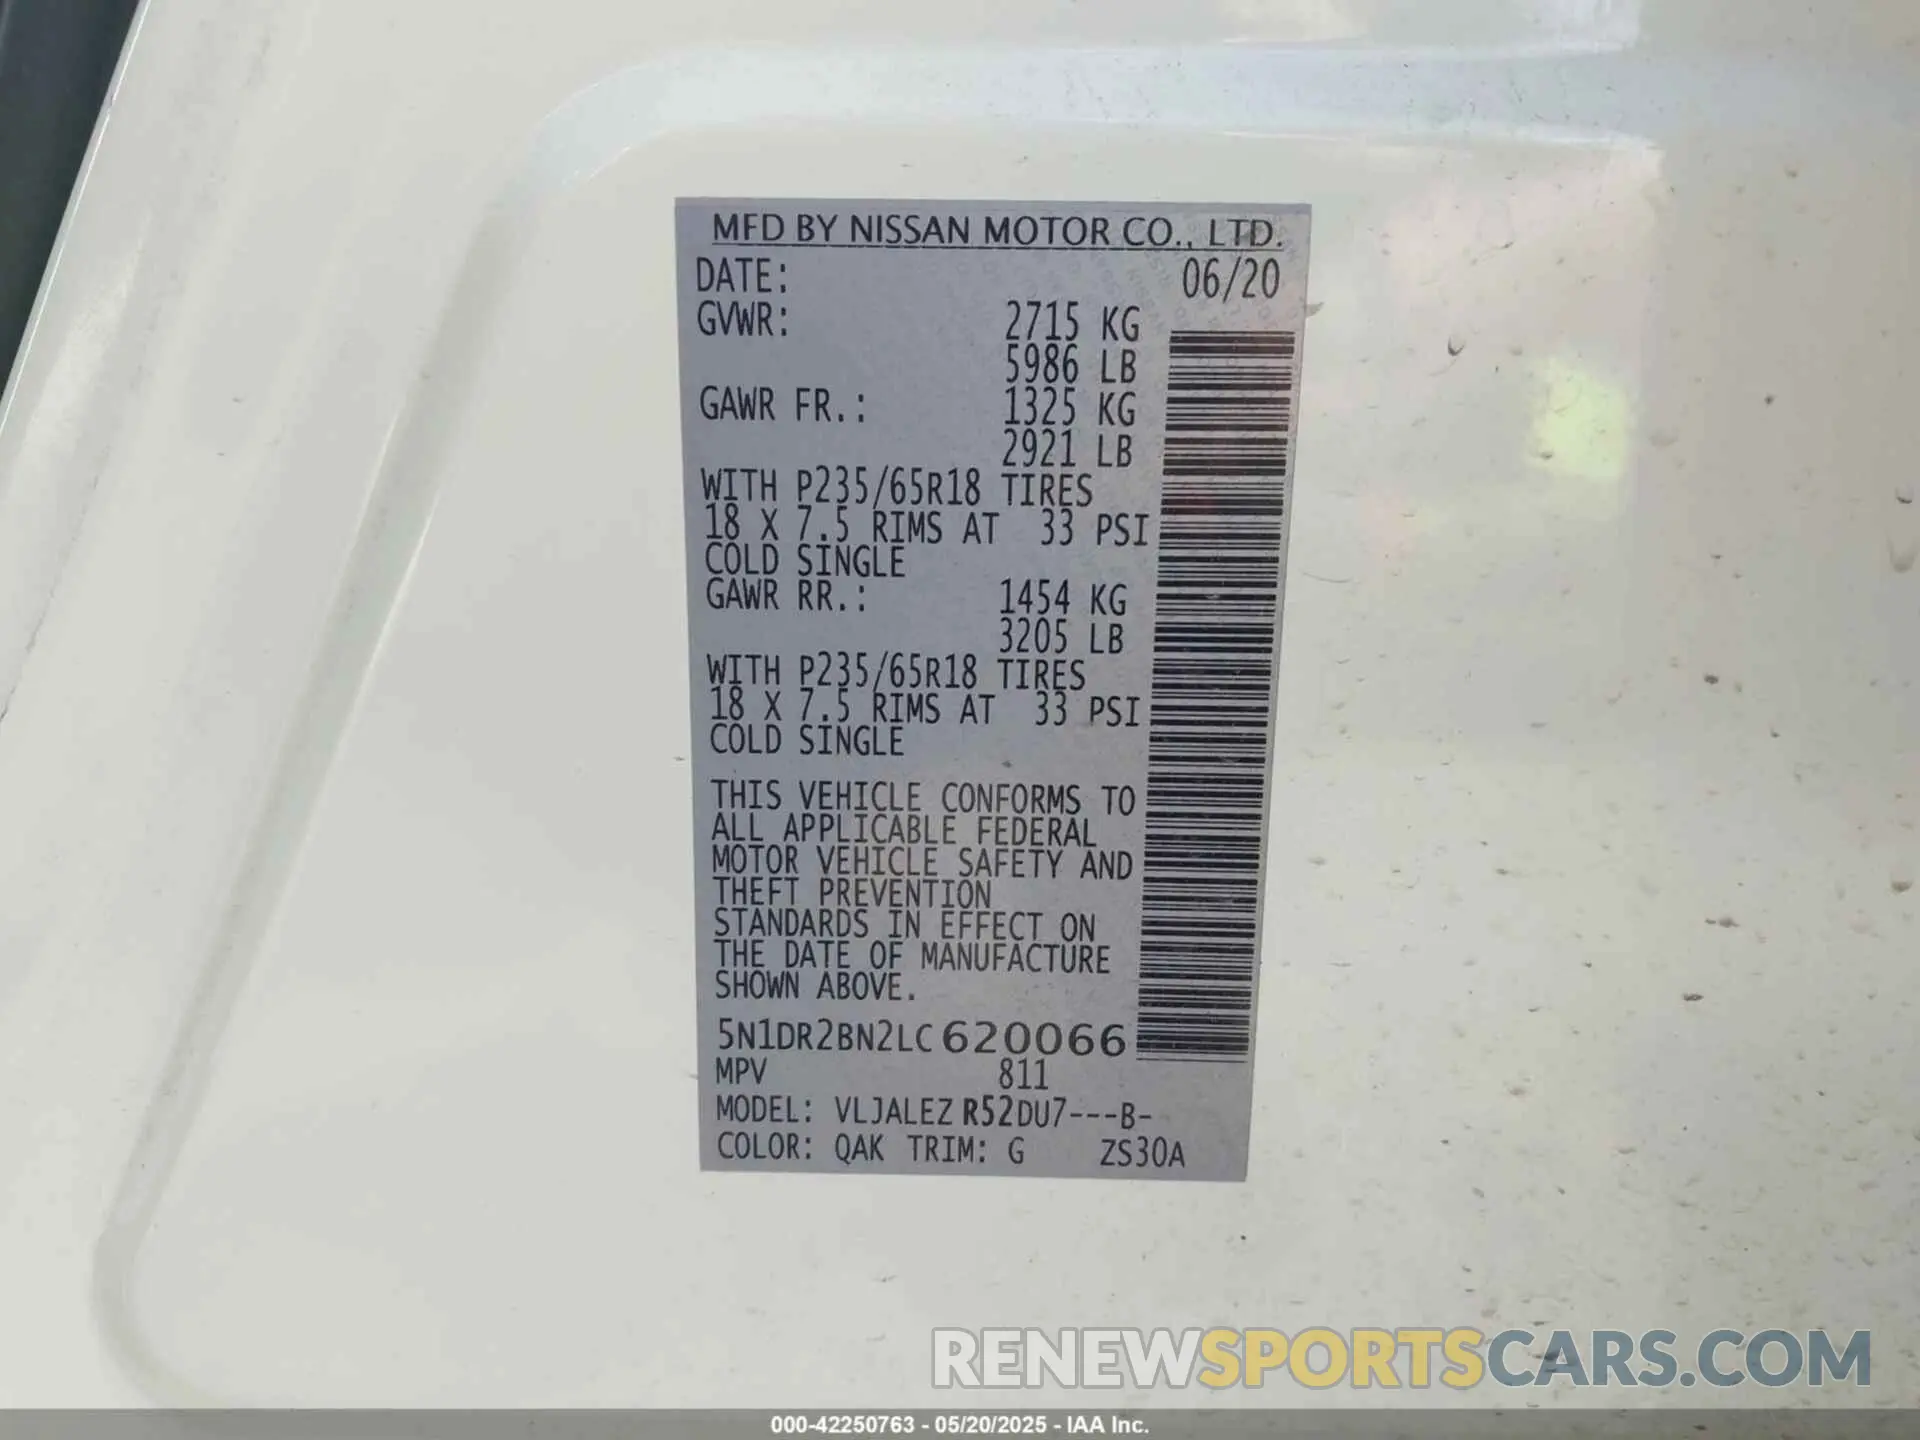 MFD BY NISSAN MOTOR CO., LTD.
DATE: 06/20
GVWR: 2715 KG
5986 LB
GAWR FR.: 1325 KG
2921 LB
WITH P235/65R18 TIRES
18 X 7.5 RIMS AT 33 PSI
COLD SINGLE
GAWR RR.: 1454 KG
3205 LB
WITH P235/65R18 TIRES
18 X 7.5 RIMS AT 33 PSI
COLD SINGLE
THIS VEHICLE CONFORMS TO
ALL APPLICABLE FEDERAL
MOTOR VEHICLE SAFETY AND
THEFT PREVENTION
STANDARDS IN EFFECT ON
THE DATE OF MANUFACTURE
SHOWN ABOVE.
5N1DR2BN2LC620066
MPV 811
MODEL: VLJALEZ R52DU7---B-
COLOR: QAK TRIM: G ZS30A
RENEWSPORTSCARS.COM
000-42250763 - 05/20/2025 - IAA Inc.